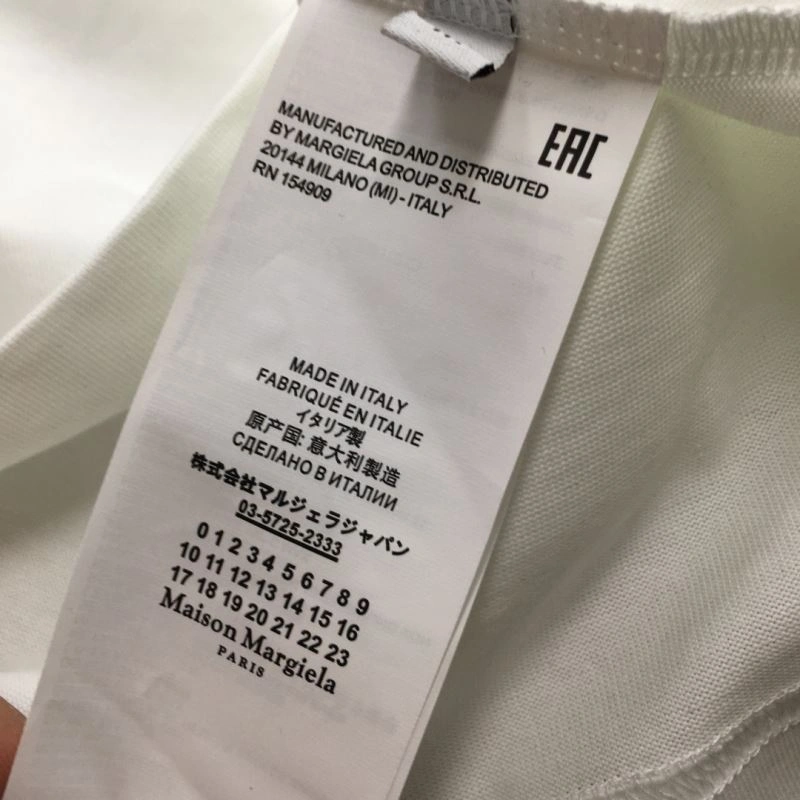 MANUFACTURED AND DISTRIBUTED
BY MARGIELA GROUP S.R.L.
20144 MILANO (MI) - ITALY
RN 154909
EAC
MADE IN ITALY
FABRIQUÉ EN ITALIE
イタリア製
原产国: 意大利製造
СДЕЛАНО В ИТАЛИИ
株式会社マルジェラジャパン
03-5725-2333
0 1 2 3 4 5 6 7 8 9
10 11 12 13 14 15 16
17 18 19 20 21 22 23
Maison Margiela
PARIS